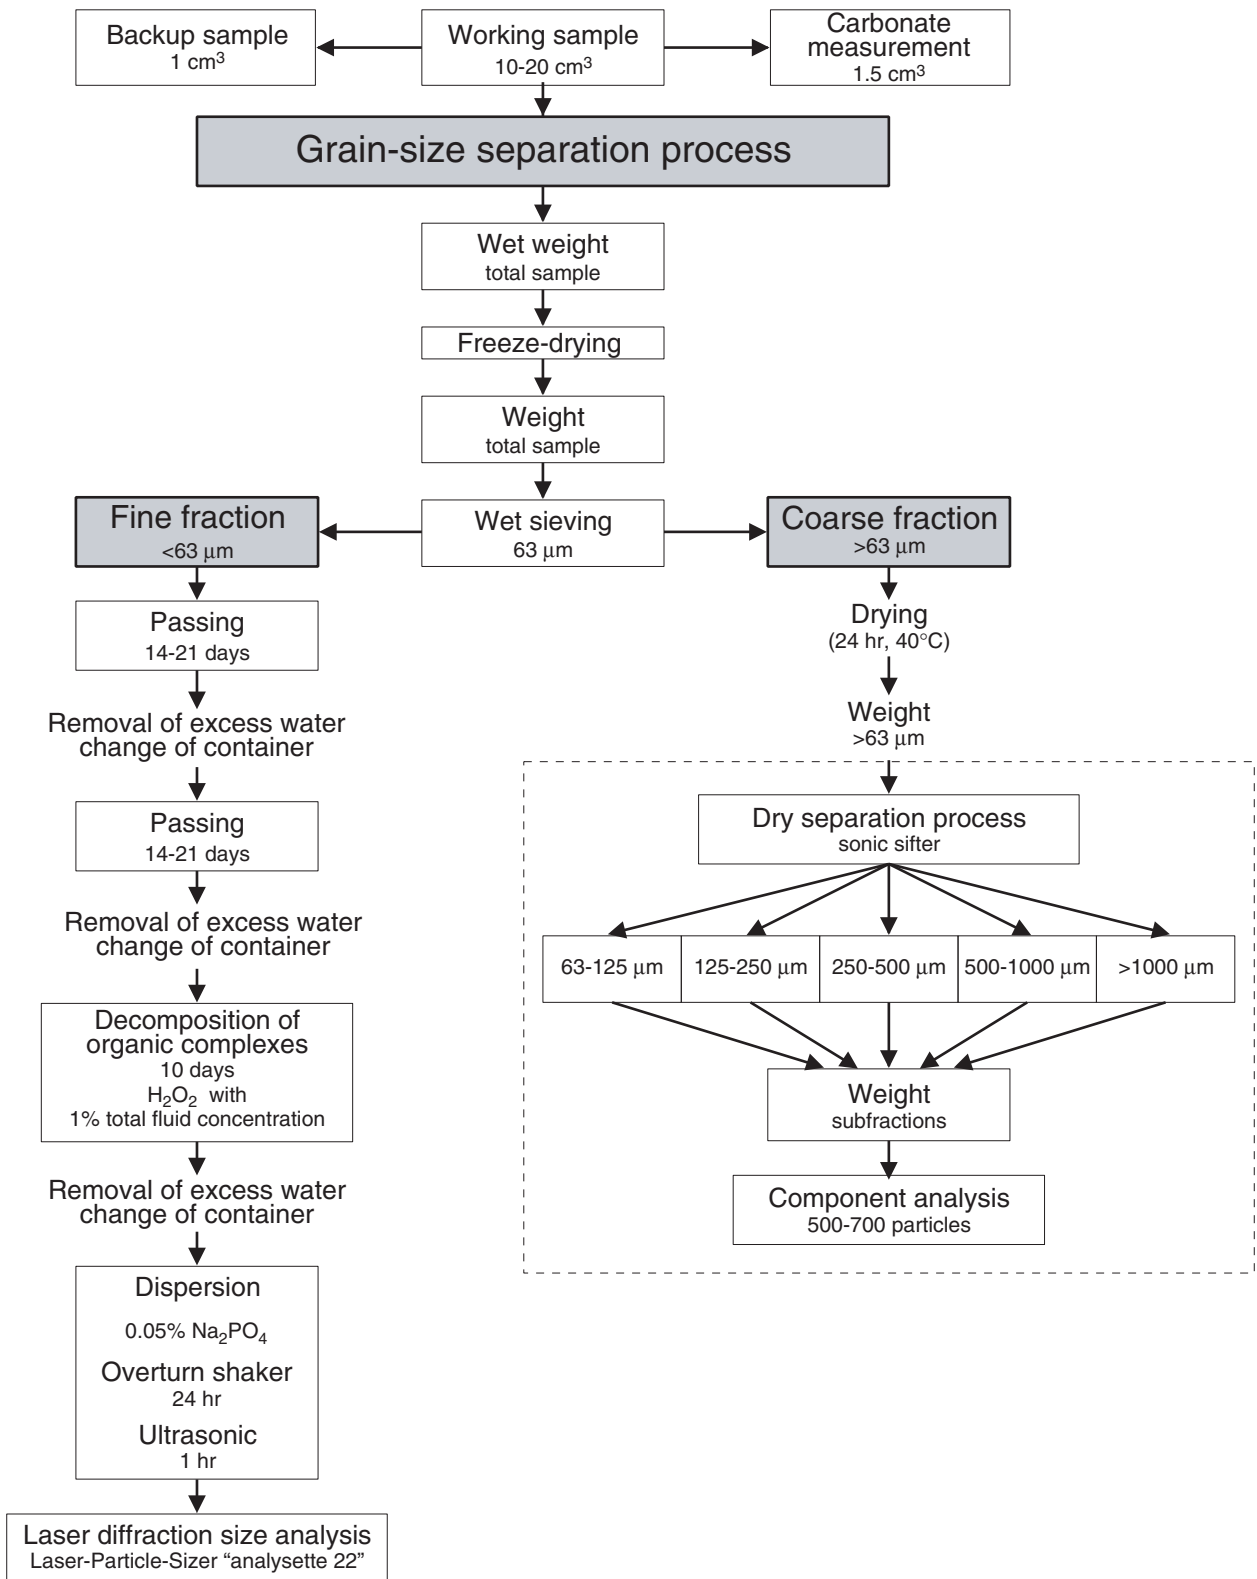 Backup sample
1 cm³
Working sample
10-20 cm³
Carbonate
measurement
1.5 cm³
Grain-size separation process
Wet weight
total sample
Freeze-drying
Weight
total sample
Fine fraction
<63 μm
Wet sieving
63 μm
Coarse fraction
>63 μm
Passing
14-21 days
Removal of excess water
change of container
Passing
14-21 days
Removal of excess water
change of container
Decomposition of
organic complexes
10 days
H₂O₂ with
1% total fluid concentration
Removal of excess water
change of container
Dispersion
0.05% Na₂PO₄
Overturn shaker
24 hr
Ultrasonic
1 hr
Laser diffraction size analysis
Laser-Particle-Sizer “analysette 22”
Drying
(24 hr, 40°C)
Weight
>63 μm
Dry separation process
sonic sifter
63-125 μm
125-250 μm
250-500 μm
500-1000 μm
>1000 μm
Weight
subfractions
Component analysis
500-700 particles